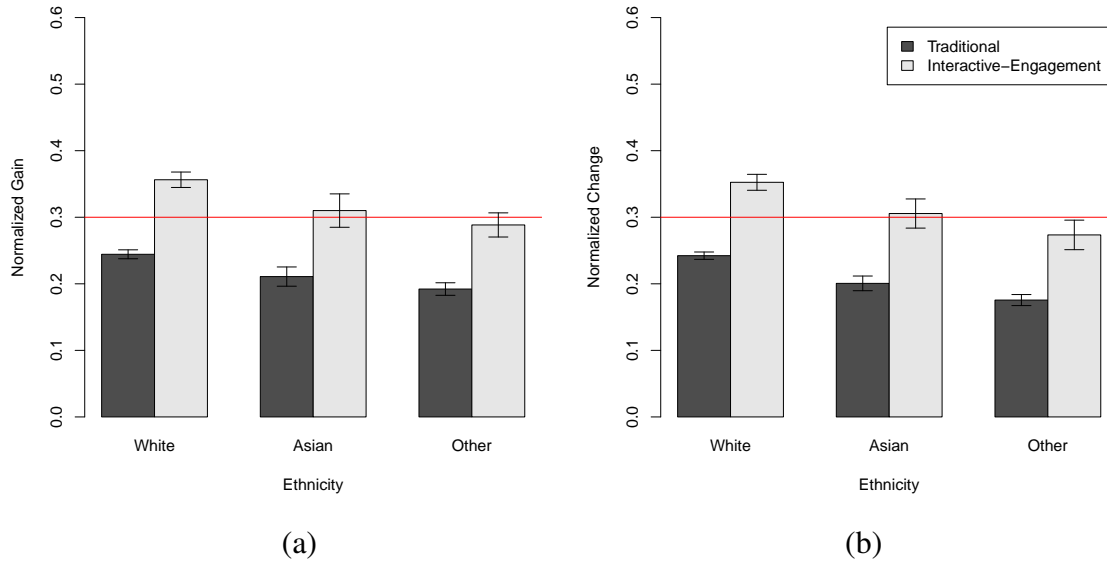 0.0
0.1
0.2
0.3
0.4
0.5
0.6
Normalized Gain
White
Asian
Other
Ethnicity
(a)
0.0
0.1
0.2
0.3
0.4
0.5
0.6
Normalized Change
Traditional
Interactive−Engagement
White
Asian
Other
Ethnicity
(b)